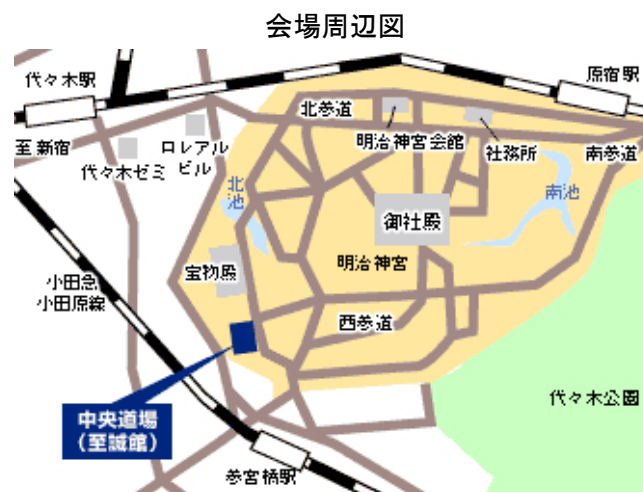 会場周辺図
代々木駅
原宿駅
北参道
至新宿
ロレアル
ビル
明治神宮会館
社務所
南参道
代々木ゼミ
北池
南池
御社殿
宝物殿
明治神宮
小田急
小田原線
西参道
中央道場
(至誠館)
代々木公園
参宮橋駅